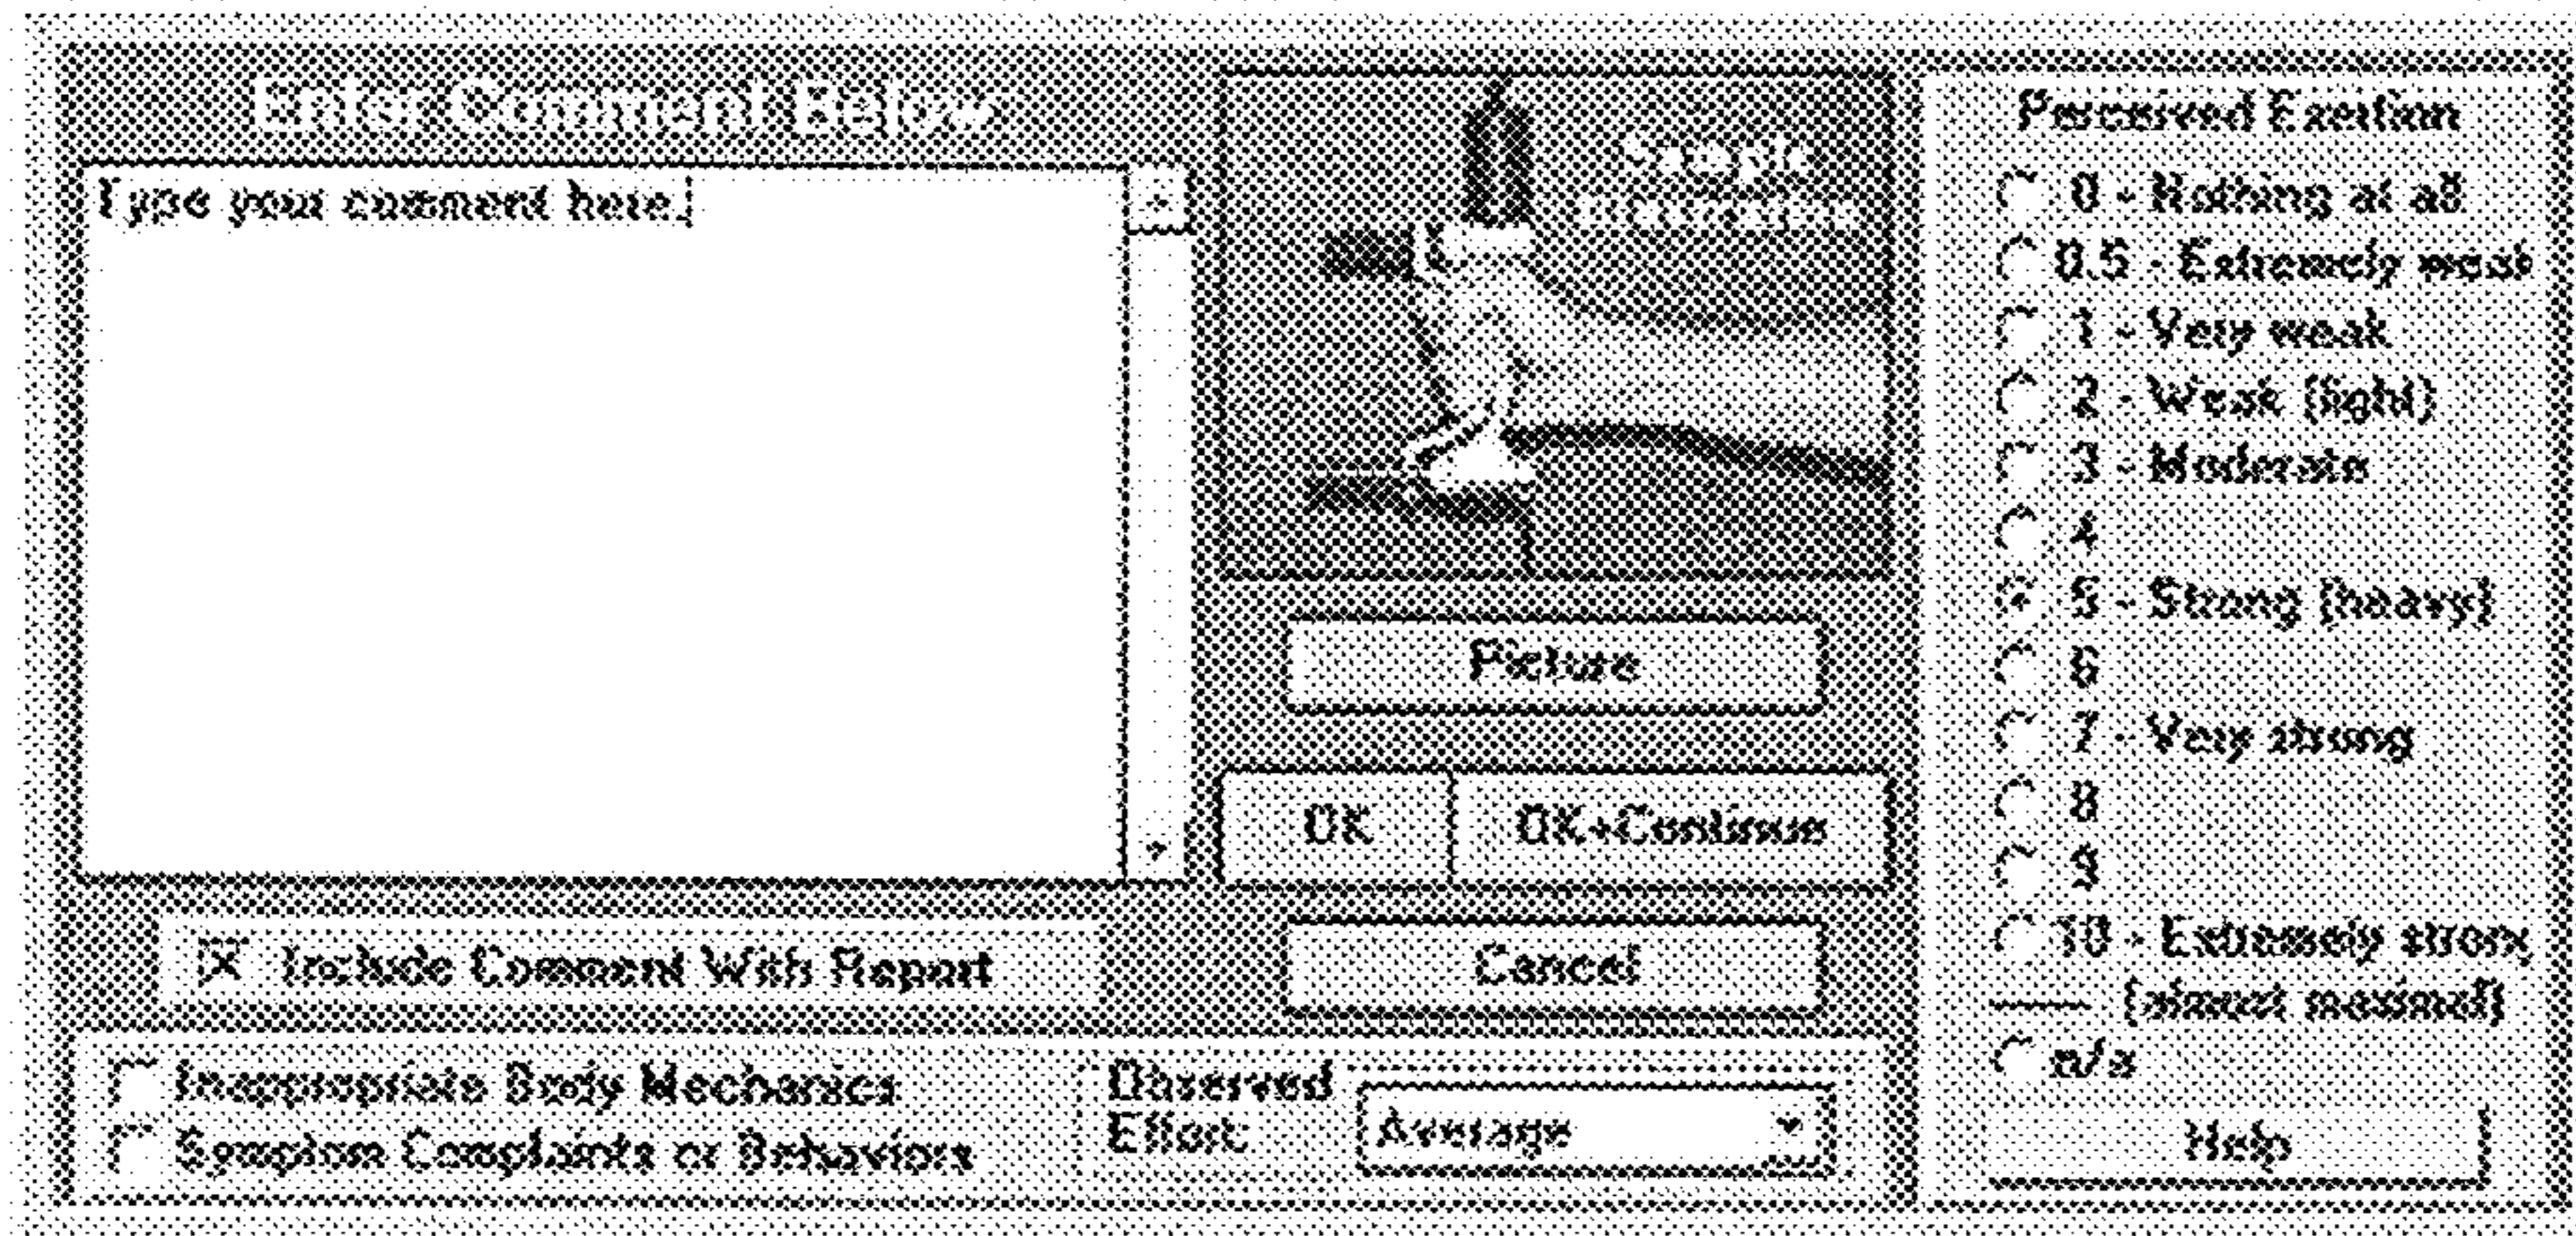 Enter Comment Below
Type your comment here.
Sample
Picture
OK
OK+Continue
Cancel
X Include Comment With Report
Inappropriate Body Mechanics
Symptom Complaints or Behaviors
Observed
Effort:
Average
Perceived Exertion
0 - Nothing at all
0.5 - Extremely weak
1 - Very weak
2 - Weak (light)
3 - Moderate
4
5 - Strong (heavy)
6
7 - Very strong
8
9
10 - Extremely strong
(almost maximal)
n/a
Help